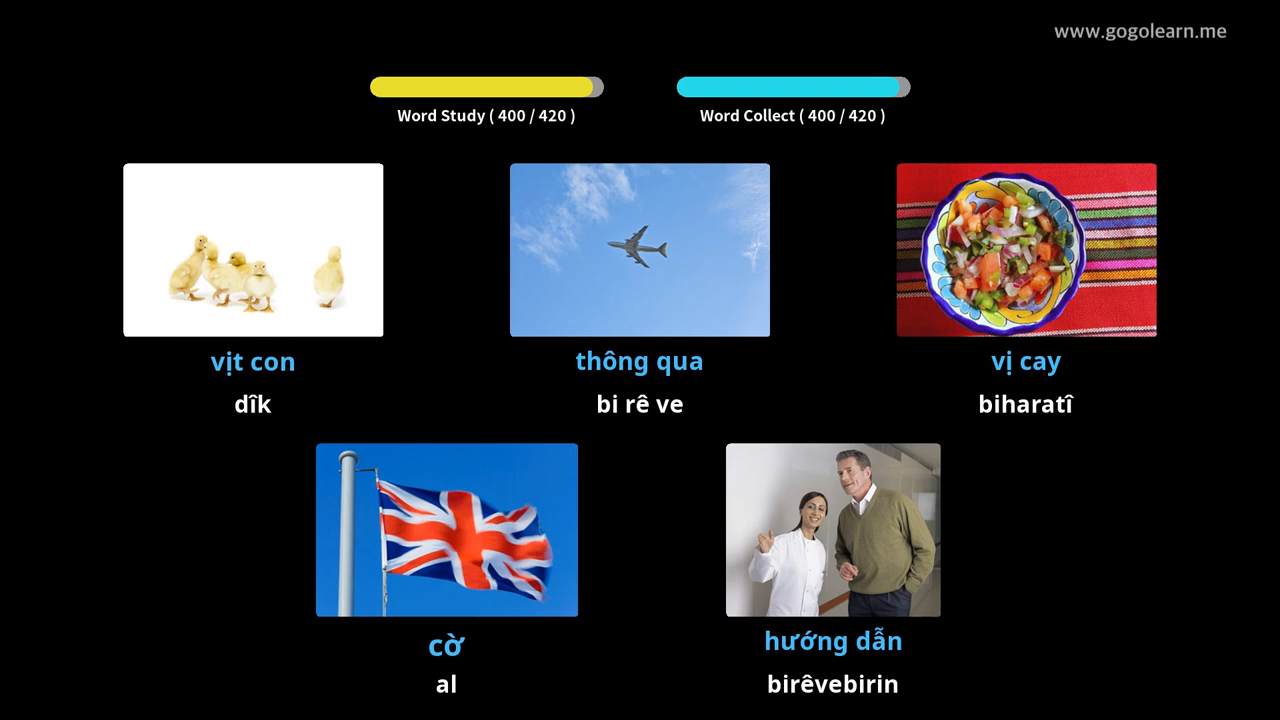 www.gogolearn.me
Word Study ( 400 / 420 )
Word Collect ( 400 / 420 )
vịt con
thông qua
vị cay
dîk
bi rê ve
biharatî
cờ
hướng dẫn
al
birêvebirin